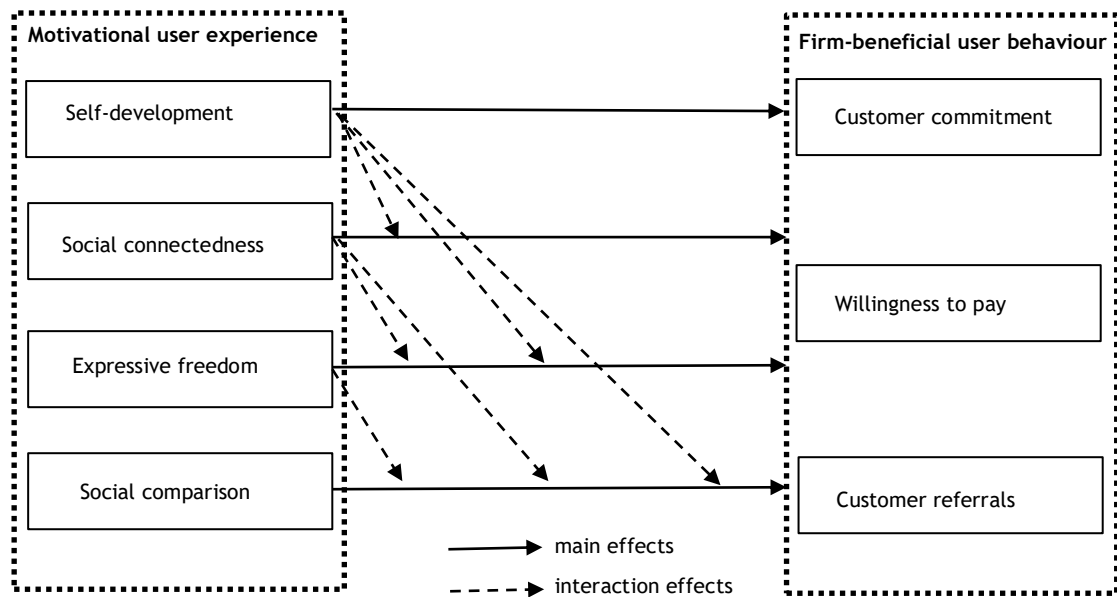 Motivational user experience
Self-development
Social connectedness
Expressive freedom
Social comparison
Firm-beneficial user behaviour
Customer commitment
Willingness to pay
Customer referrals
main effects
interaction effects